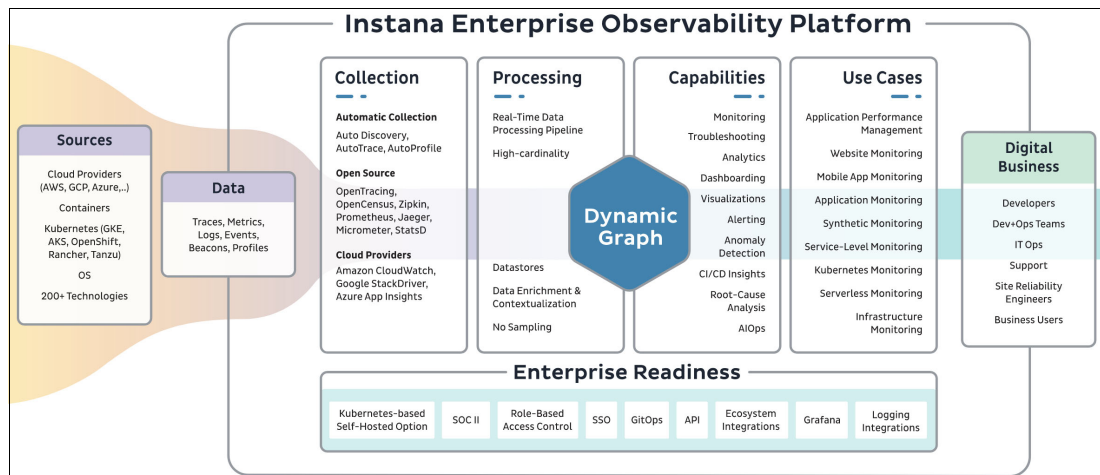 Instana Enterprise Observability Platform
Sources
Cloud Providers
(AWS, GCP, Azure,..)
Containers
Kubernetes (GKE,
AKS, OpenShift,
Rancher, Tanzu)
OS
200+ Technologies
Data
Traces, Metrics,
Logs, Events,
Beacons, Profiles
Collection
Automatic Collection
Auto Discovery,
AutoTrace, AutoProfile
Open Source
OpenTracing,
OpenCensus, Zipkin,
Prometheus, Jaeger,
Micrometer, StatsD
Cloud Providers
Amazon CloudWatch,
Google StackDriver,
Azure App Insights
Processing
Real-Time Data
Processing Pipeline
High-cardinality
Datastores
Data Enrichment &
Contextualization
No Sampling
Dynamic
Graph
Capabilities
Monitoring
Troubleshooting
Analytics
Dashboarding
Visualizations
Alerting
Anomaly
Detection
CI/CD Insights
Root-Cause
Analysis
AIOps
Use Cases
Application Performance
Management
Website Monitoring
Mobile App Monitoring
Application Monitoring
Synthetic Monitoring
Service-Level Monitoring
Kubernetes Monitoring
Serverless Monitoring
Infrastructure
Monitoring
Digital
Business
Developers
Dev+Ops Teams
IT Ops
Support
Site Reliability
Engineers
Business Users
Enterprise Readiness
Kubernetes-based
Self-Hosted Option
SOC II
Role-Based
Access Control
SSO
GitOps
API
Ecosystem
Integrations
Grafana
Logging
Integrations